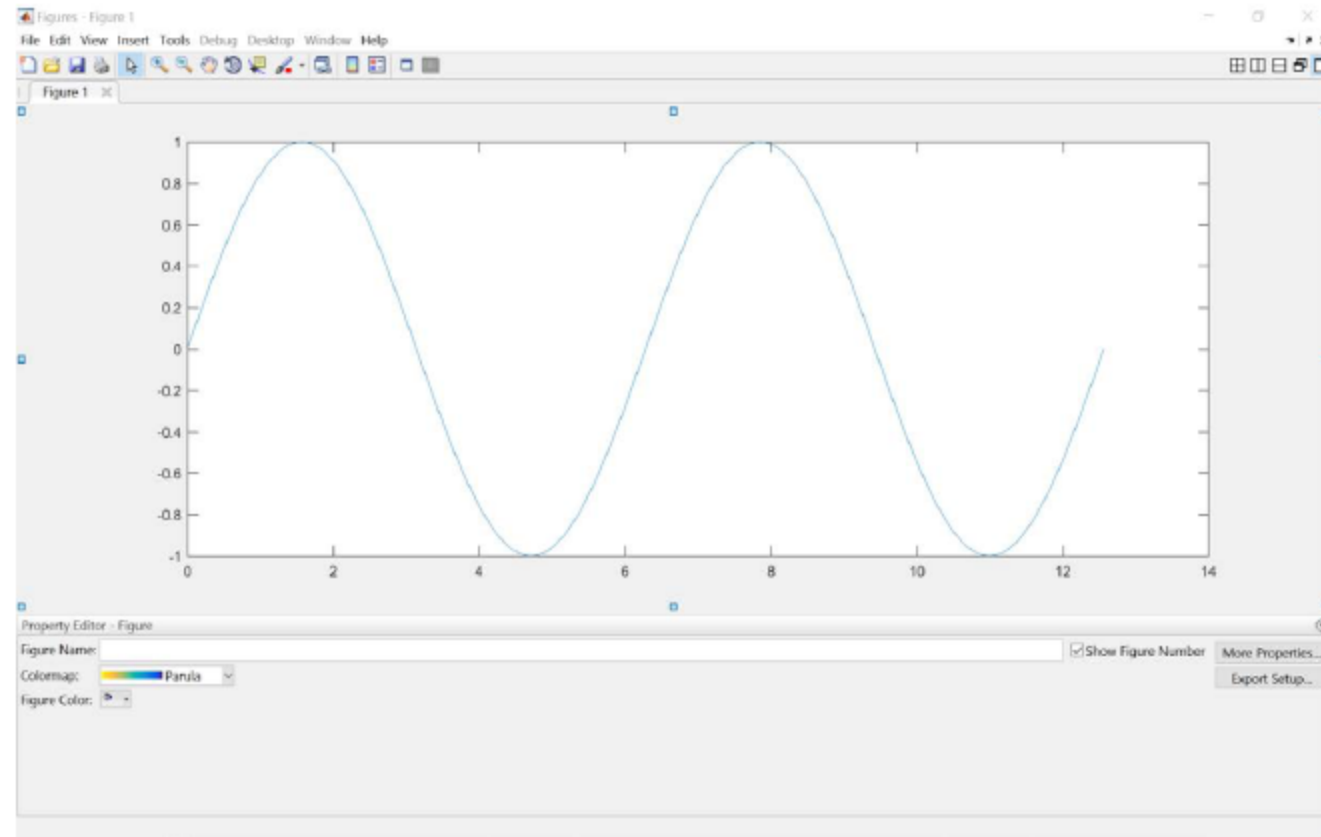 Figures - Figure 1
File Edit View Insert Tools Debug Desktop Window Help
Figure 1
1
0.8
0.6
0.4
0.2
0
-0.2
-0.4
-0.6
-0.8
-1
0 2 4 6 8 10 12 14
Property Editor - Figure
Figure Name: Show Figure Number More Properties...
Colormap: Parula Export Setup...
Figure Color: